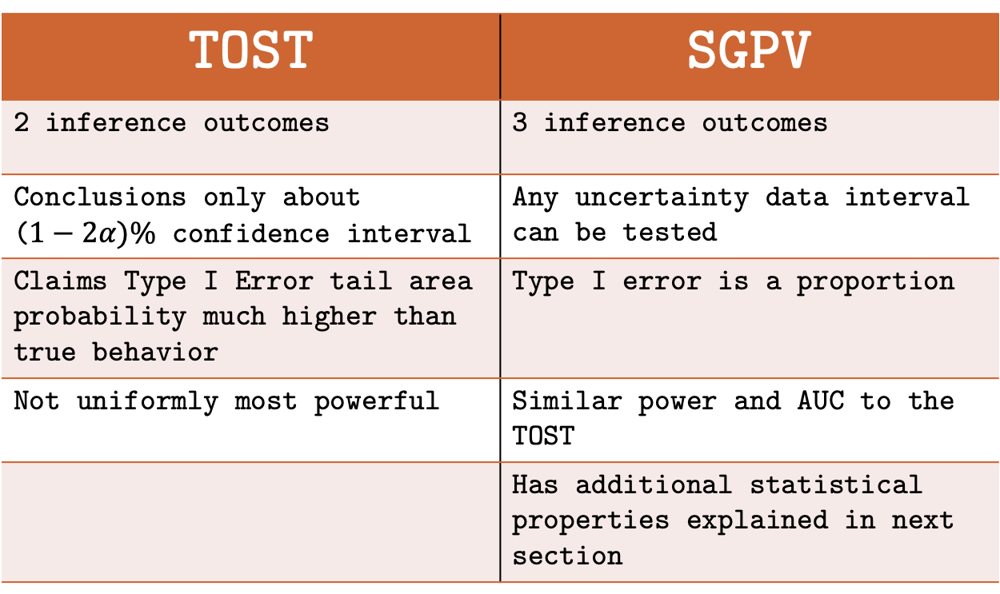 TOST
SGPV
2 inference outcomes
3 inference outcomes
Conclusions only about
(1 − 2α)% confidence interval
Any uncertainty data interval
can be tested
Claims Type I Error tail area
probability much higher than
true behavior
Type I error is a proportion
Not uniformly most powerful
Similar power and AUC to the
TOST
Has additional statistical
properties explained in next
section